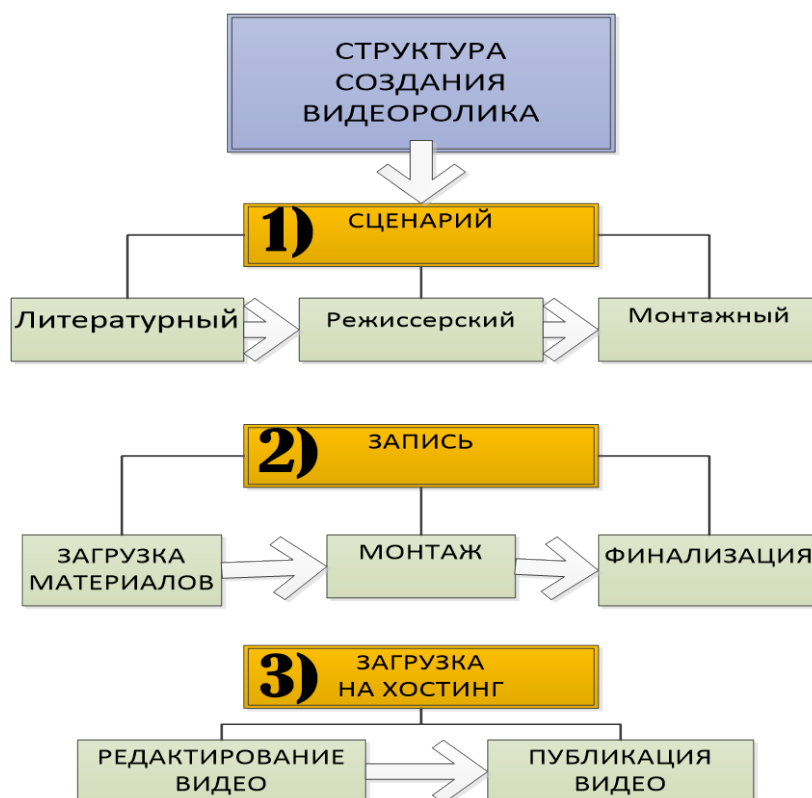 СТРУКТУРА
СОЗДАНИЯ
ВИДЕОРОЛИКА
1) СЦЕНАРИЙ
Литературный
Режиссерский
Монтажный
2) ЗАПИСЬ
ЗАГРУЗКА
МАТЕРИАЛОВ
МОНТАЖ
ФИНАЛИЗАЦИЯ
3) ЗАГРУЗКА
НА ХОСТИНГ
РЕДАКТИРОВАНИЕ
ВИДЕО
ПУБЛИКАЦИЯ
ВИДЕО